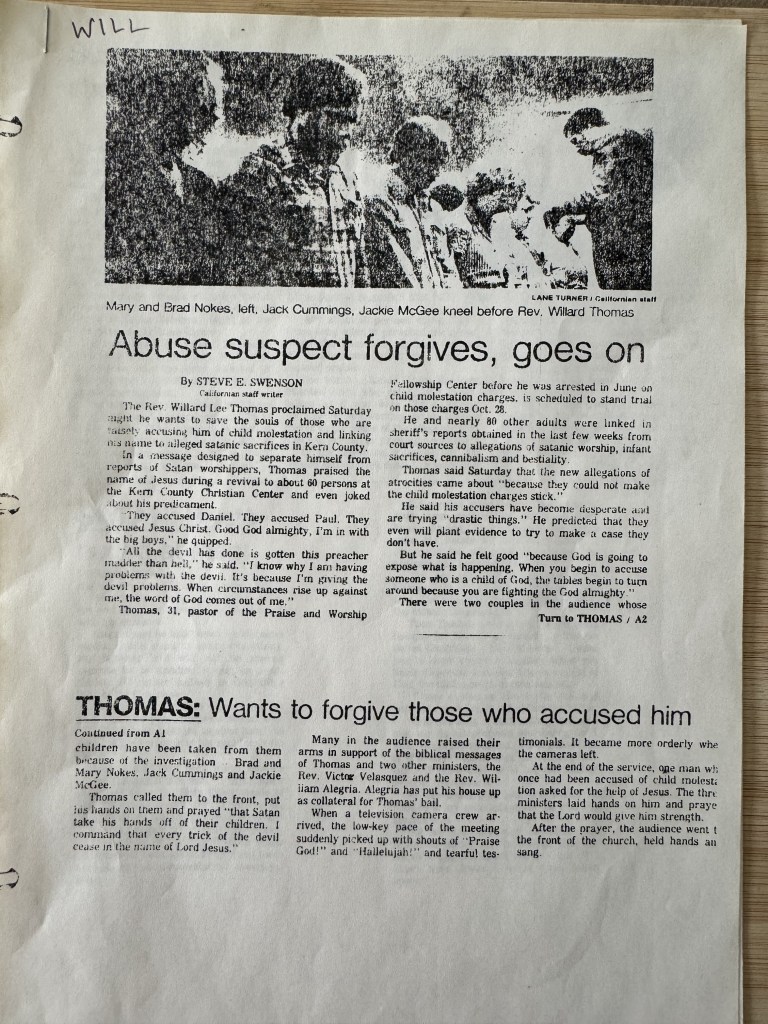 WILL
LANE TURNER / Californian staff
Mary and Brad Nokes, left, Jack Cummings, Jackie McGee kneel before Rev. Willard Thomas
Abuse suspect forgives, goes on
By STEVE E. SWENSON
Californian staff writer
The Rev. Willard Lee Thomas proclaimed Saturday
night he wants to save the souls of those who are
falsely accusing him of child molestation and linking
his name to alleged satanic sacrifices in Kern County.
In a message designed to separate himself from
reports of Satan worshippers, Thomas praised the
name of Jesus during a revival to about 60 persons at
the Kern County Christian Center and even joked
about his predicament.
"They accused Daniel. They accused Paul. They
accused Jesus Christ. Good God almighty, I'm in with
the big boys," he quipped.
"All the devil has done is gotten this preacher
madder than hell," he said. "I know why I am having
problems with the devil. It's because I'm giving the
devil problems. When circumstances rise up against
me, the word of God comes out of me."
Thomas, 31, pastor of the Praise and Worship
Fellowship Center before he was arrested in June on
child molestation charges, is scheduled to stand trial
on those charges Oct. 28.
He and nearly 80 other adults were linked in
sheriff's reports obtained in the last few weeks from
court sources to allegations of satanic worship, infant
sacrifices, cannibalism and bestiality.
Thomas said Saturday that the new allegations of
atrocities came about "because they could not make
the child molestation charges stick."
He said his accusers have become desperate and
are trying "drastic things." He predicted that they
even will plant evidence to try to make a case they
don't have.
But he said he felt good "because God is going to
expose what is happening. When you begin to accuse
someone who is a child of God, the tables begin to turn
around because you are fighting the God almighty."
There were two couples in the audience whose
Turn to THOMAS / A2
THOMAS: Wants to forgive those who accused him
Continued from A1
children have been taken from them
because of the investigation — Brad and
Mary Nokes, Jack Cummings and Jackie
McGee.
Thomas called them to the front, put
his hands on them and prayed "that Satan
take his hands off of their children. I
command that every trick of the devil
cease in the name of Lord Jesus."
Many in the audience raised their
arms in support of the biblical messages
of Thomas and two other ministers, the
Rev. Victor Velasquez and the Rev. Wil-
liam Alegria. Alegria has put his house up
as collateral for Thomas' bail.
When a television camera crew ar-
rived, the low-key pace of the meeting
suddenly picked up with shouts of "Praise
God!" and "Hallelujah!" and tearful tes-
timonials. It became more orderly whe
the cameras left.
At the end of the service, one man wh
once had been accused of child molesta
tion asked for the help of Jesus. The thre
ministers laid hands on him and praye
that the Lord would give him strength.
After the prayer, the audience went t
the front of the church, held hands an
sang.